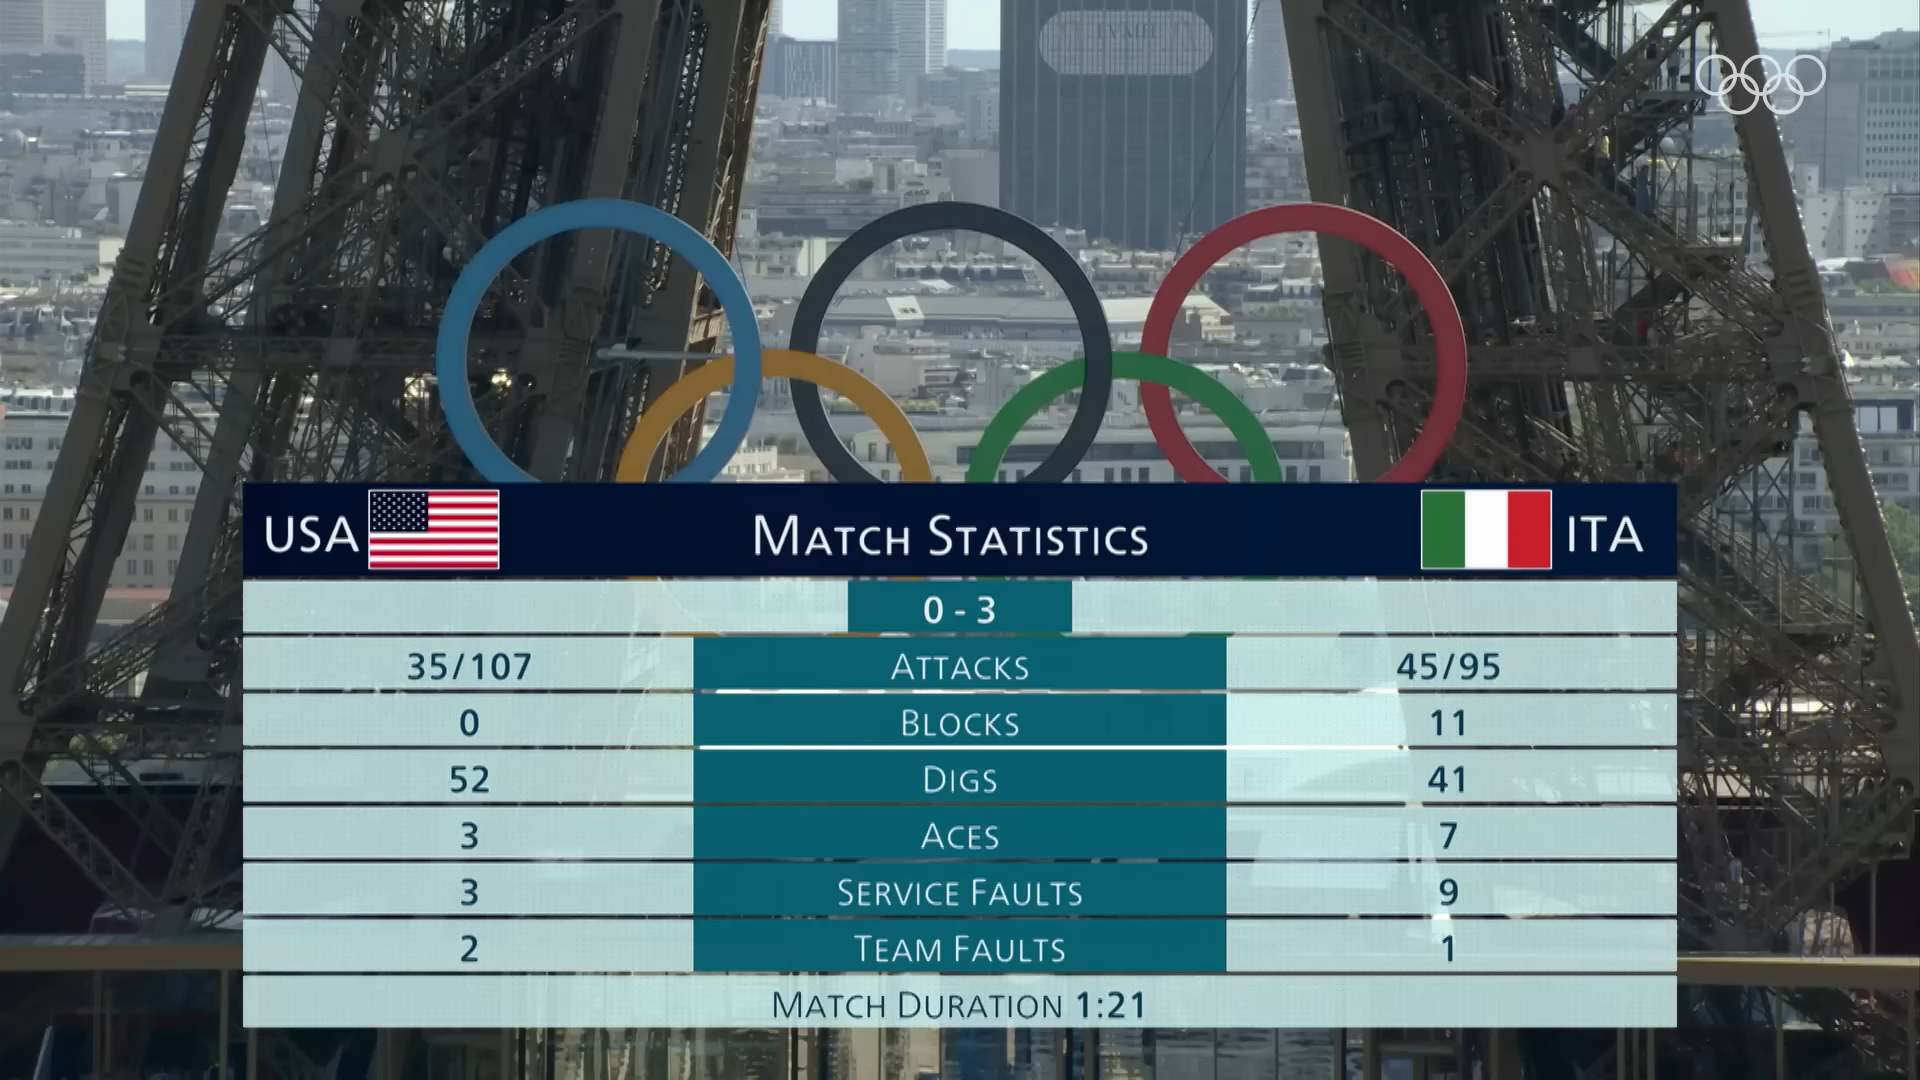 USA MATCH STATISTICS ITA
0 - 3
35/107 ATTACKS 45/95
0 BLOCKS 11
52 DIGS 41
3 ACES 7
3 SERVICE FAULTS 9
2 TEAM FAULTS 1
MATCH DURATION 1:21